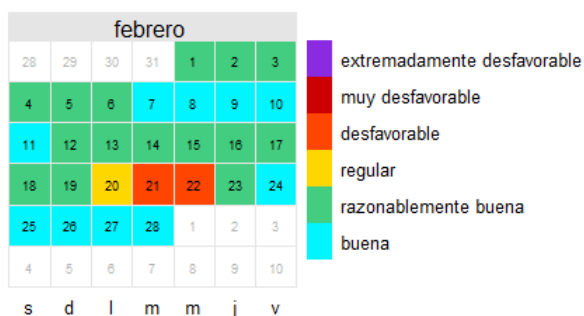 febrero
28 29 30 31 1 2 3
4 5 6 7 8 9 10
11 12 13 14 15 16 17
18 19 20 21 22 23 24
25 26 27 28 1 2 3
4 5 6 7 8 9 10
s d l m m j v
extremadamente desfavorable
muy desfavorable
desfavorable
regular
razonablemente buena
buena